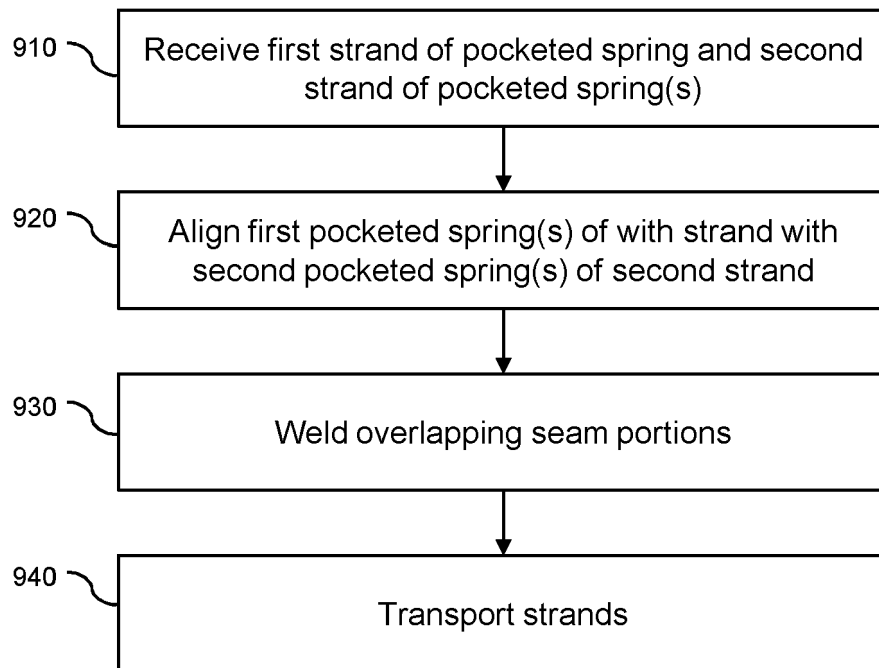 910
Receive first strand of pocketed spring and second
strand of pocketed spring(s)
920
Align first pocketed spring(s) of with strand with
second pocketed spring(s) of second strand
930
Weld overlapping seam portions
940
Transport strands